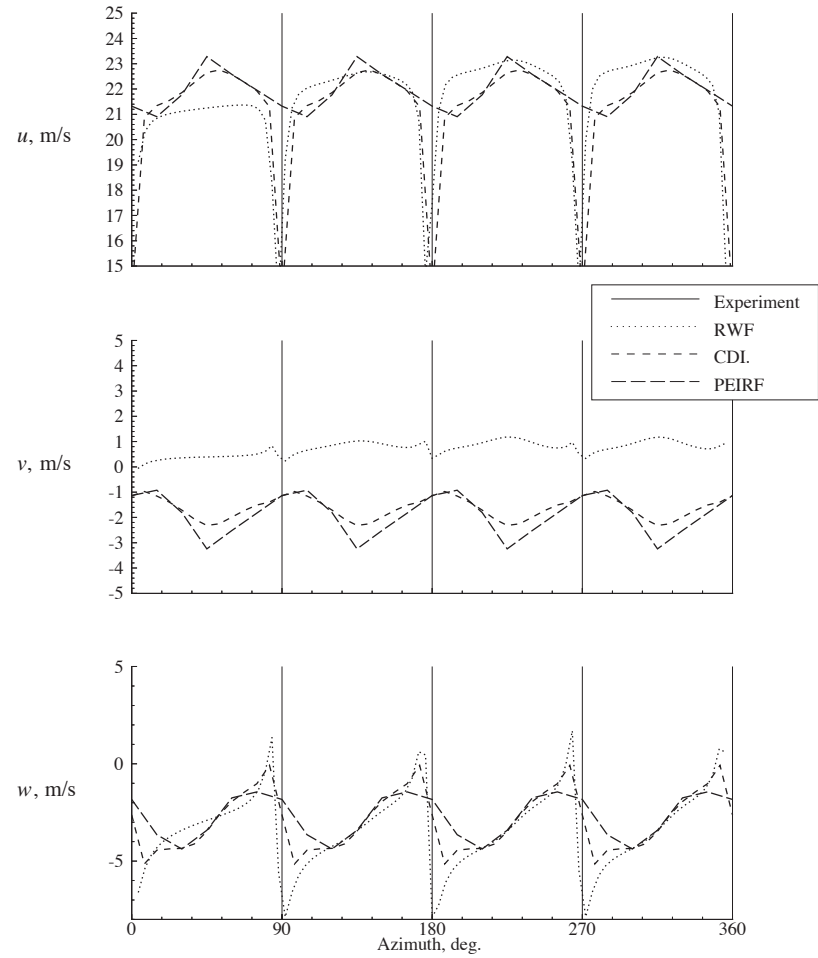 23
22
21
20
19
18
17
16
15
24
25
u, m/s
Experiment
RWF
CDI.
PEIRF
5
4
3
2
1
0
-1
-2
-3
-4
-5
v, m/s
5
0
-5
w, m/s
0 90 180 270 360
Azimuth, deg.